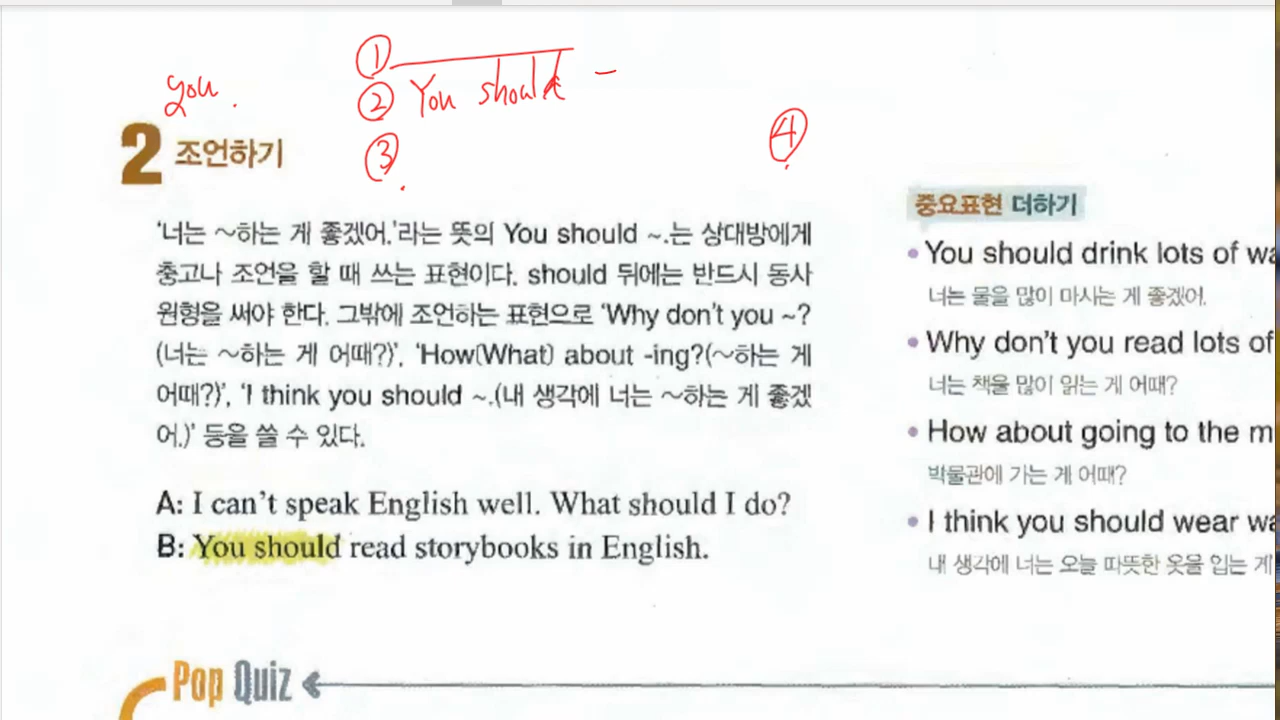 ①
you.
② You should -
③
④
2 조언하기
'너는 ~하는 게 좋겠어.'라는 뜻의 You should ~.는 상대방에게
충고나 조언을 할 때 쓰는 표현이다. should 뒤에는 반드시 동사
원형을 써야 한다. 그밖에 조언하는 표현으로 'Why don't you ~?
(너는 ~하는 게 어때?)', 'How(What) about -ing?(~하는 게
어때?)', 'I think you should ~.(내 생각에 너는 ~하는 게 좋겠
어.)' 등을 쓸 수 있다.
A: I can't speak English well. What should I do?
B: You should read storybooks in English.
중요표현 더하기
• You should drink lots of wa
너는 물을 많이 마시는 게 좋겠어.
• Why don't you read lots of
너는 책을 많이 읽는 게 어때?
• How about going to the m
박물관에 가는 게 어때?
• I think you should wear wa
내 생각에 너는 오늘 따뜻한 옷을 입는 게
Pop Quiz